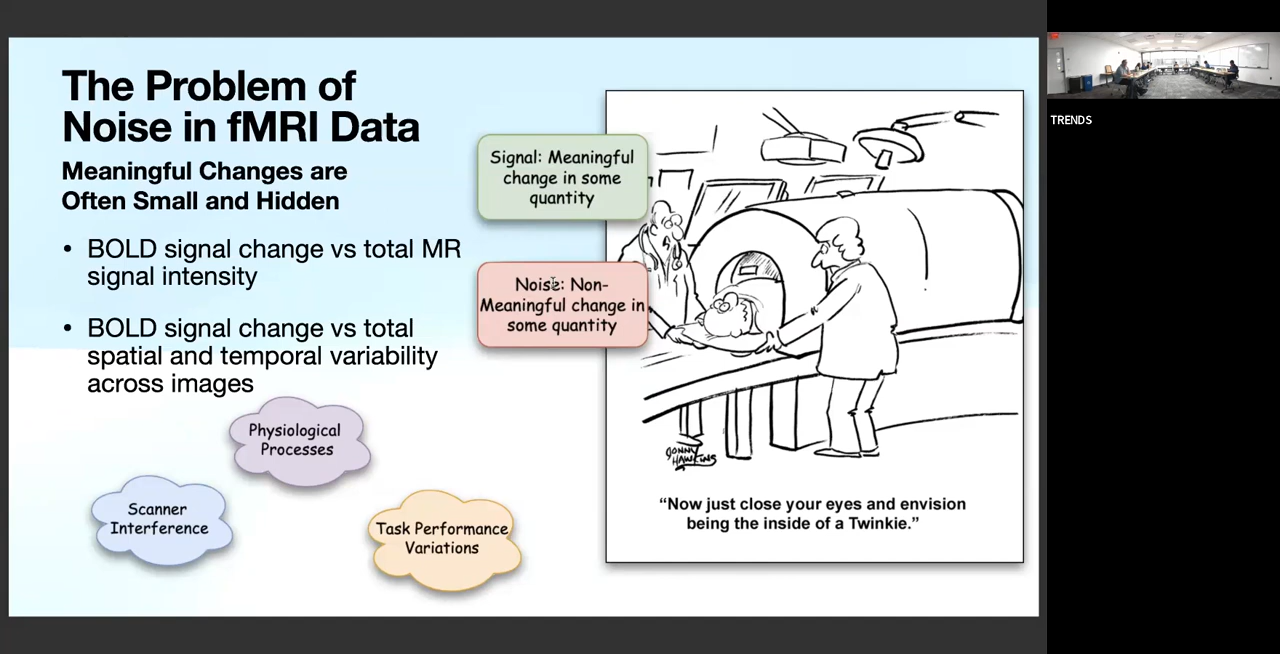 The Problem of
Noise in fMRI Data
Meaningful Changes are
Often Small and Hidden
• BOLD signal change vs total MR
signal intensity
• BOLD signal change vs total
spatial and temporal variability
across images
Physiological
Processes
Scanner
Interference
Task Performance
Variations
Signal: Meaningful
change in some
quantity
Noise: Non-
Meaningful change in
some quantity
JONNY
HAWKINS
“Now just close your eyes and envision
being the inside of a Twinkie.”
TRENDS